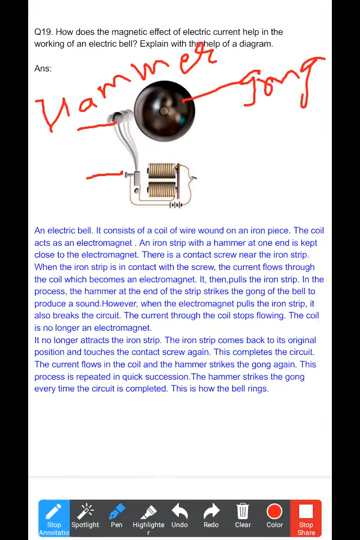 Q19. How does the magnetic effect of electric current help in the
working of an electric bell? Explain with the help of a diagram.
Ans:
Hammer
gong
An electric bell. It consists of a coil of wire wound on an iron piece. The coil
acts as an electromagnet . An iron strip with a hammer at one end is kept
close to the electromagnet. There is a contact screw near the iron strip.
When the iron strip is in contact with the screw, the current flows through
the coil which becomes an electromagnet. It, then,pulls the iron strip. In
the process, the hammer at the end of the strip strikes the gong of the bell to
produce a sound.However, when the electromagnet pulls the iron strip, it
also breaks the circuit. The current through the coil stops flowing. The coil
is no longer an electromagnet.
It no longer attracts the iron strip. The iron strip comes back to its original
position and touches the contact screw again. This completes the circuit.
The current flows in the coil and the hammer strikes the gong again. This
process is repeated in quick succession.The hammer strikes the gong
every time the circuit is completed. This is how the bell rings.
Stop Annotatio
Spotlight
Pen
Highlighte r
Undo
Redo
Clear
Color
Stop Share